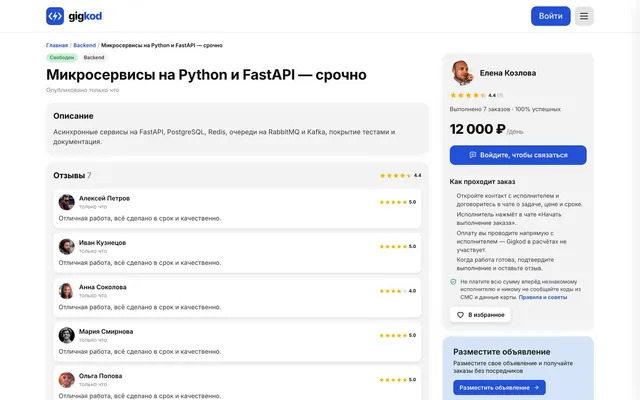 gigkod
Войти
Главная / Backend / Микросервисы на Python и FastAPI — срочно
Свободен
Backend
Микросервисы на Python и FastAPI — срочно
Опубликовано только что
Описание
Асинхронные сервисы на FastAPI, PostgreSQL, Redis, очереди на RabbitMQ и Kafka, покрытие тестами и
документация.
Отзывы 7
4.4
Алексей Петров
только что
5.0
Отличная работа, всё сделано в срок и качественно.
Иван Кузнецов
только что
5.0
Отличная работа, всё сделано в срок и качественно.
Анна Соколова
только что
4.0
Отличная работа, всё сделано в срок и качественно.
Мария Смирнова
только что
5.0
Отличная работа, всё сделано в срок и качественно.
Ольга Попова
только что
5.0
Отличная работа, всё сделано в срок и качественно.
Елена Козлова
4.4 (7)
Выполнено 7 заказов · 100% успешных
12 000 ₽/день
Войдите, чтобы связаться
Как проходит заказ
Откройте контакт с исполнителем и
договоритесь в чате о задаче, цене и сроке.
Исполнитель нажмёт в чате «Начать
выполнение заказа».
Оплату вы проводите напрямую с
исполнителем — Gigkod в расчётах не
участвует.
Когда работа готова, подтвердите
выполнение и оставьте отзыв.
Не платите всю сумму вперёд незнакомому
исполнителю и никому не сообщайте коды из
СМС и данные карты. Правила и советы
В избранное
Разместите объявление
Разместите свое объявление и получайте
заказы без посредников
Разместить объявление